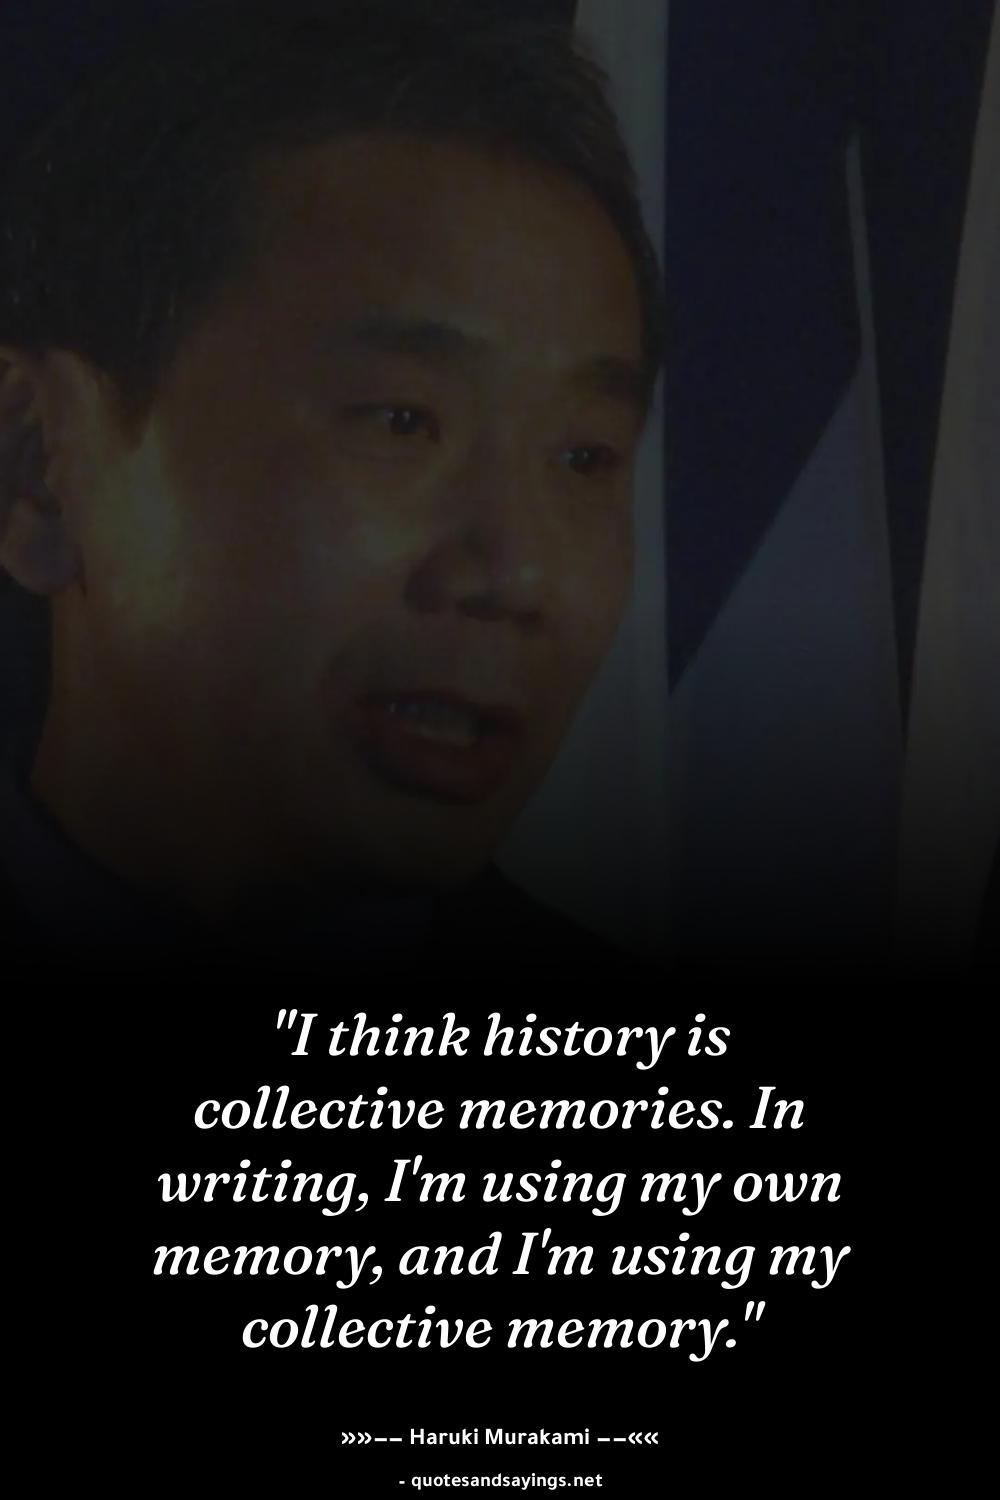 "I think history is
collective memories. In
writing, I'm using my own
memory, and I'm using my
collective memory."
»»–– Haruki Murakami ––««
- quotesandsayings.net